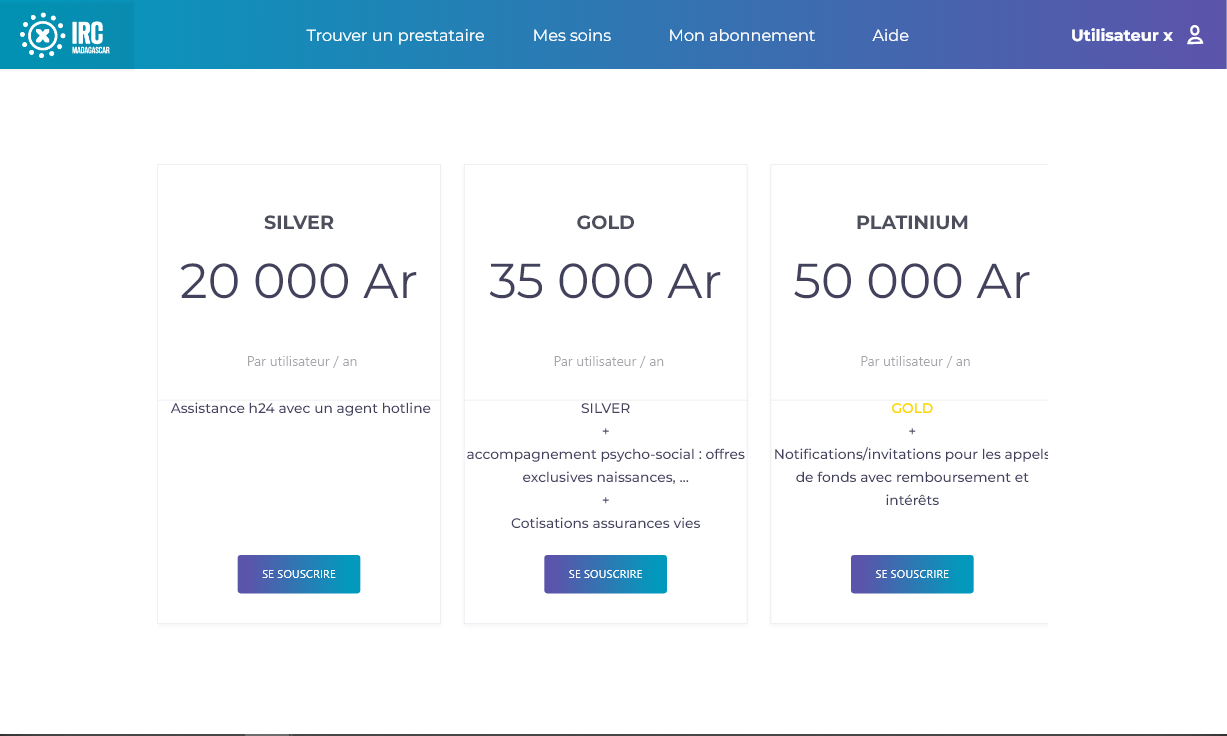 IRC
MADAGASCAR
Trouver un prestataire
Mes soins
Mon abonnement
Aide
Utilisateur x
SILVER
20 000 Ar
Par utilisateur / an
Assistance h24 avec un agent hotline
SE SOUSCRIRE
GOLD
35 000 Ar
Par utilisateur / an
SILVER
+
accompagnement psycho-social : offres
exclusives naissances, ...
+
Cotisations assurances vies
SE SOUSCRIRE
PLATINIUM
50 000 Ar
Par utilisateur / an
GOLD
+
Notifications/invitations pour les appels
de fonds avec remboursement et
intérêts
SE SOUSCRIRE